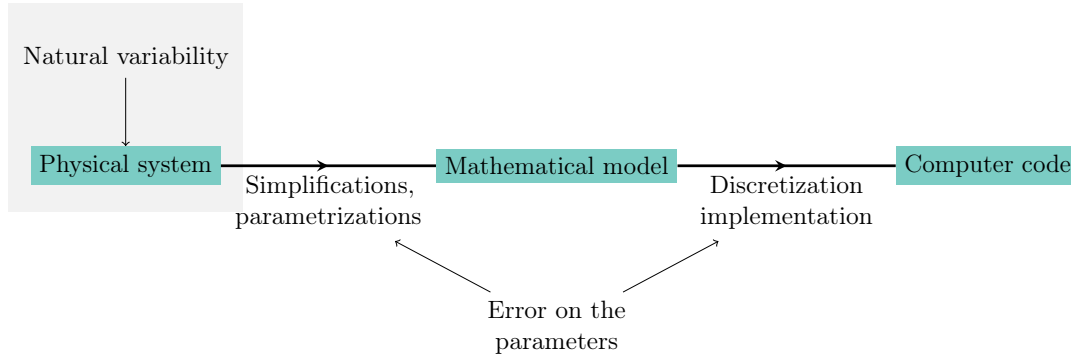 Natural variability
Physical system
Mathematical model
Computer code
Simplifications,
parametrizations
Discretization
implementation
Error on the
parameters